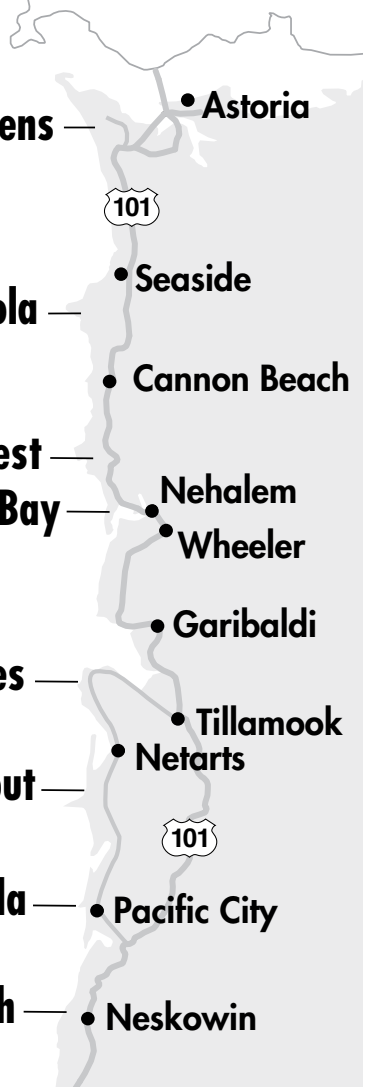 Astoria
ens
101
Seaside
ola
Cannon Beach
est
Nehalem
Bay
Wheeler
Garibaldi
es
Tillamook
Netarts
out
101
da
Pacific City
h
Neskowin